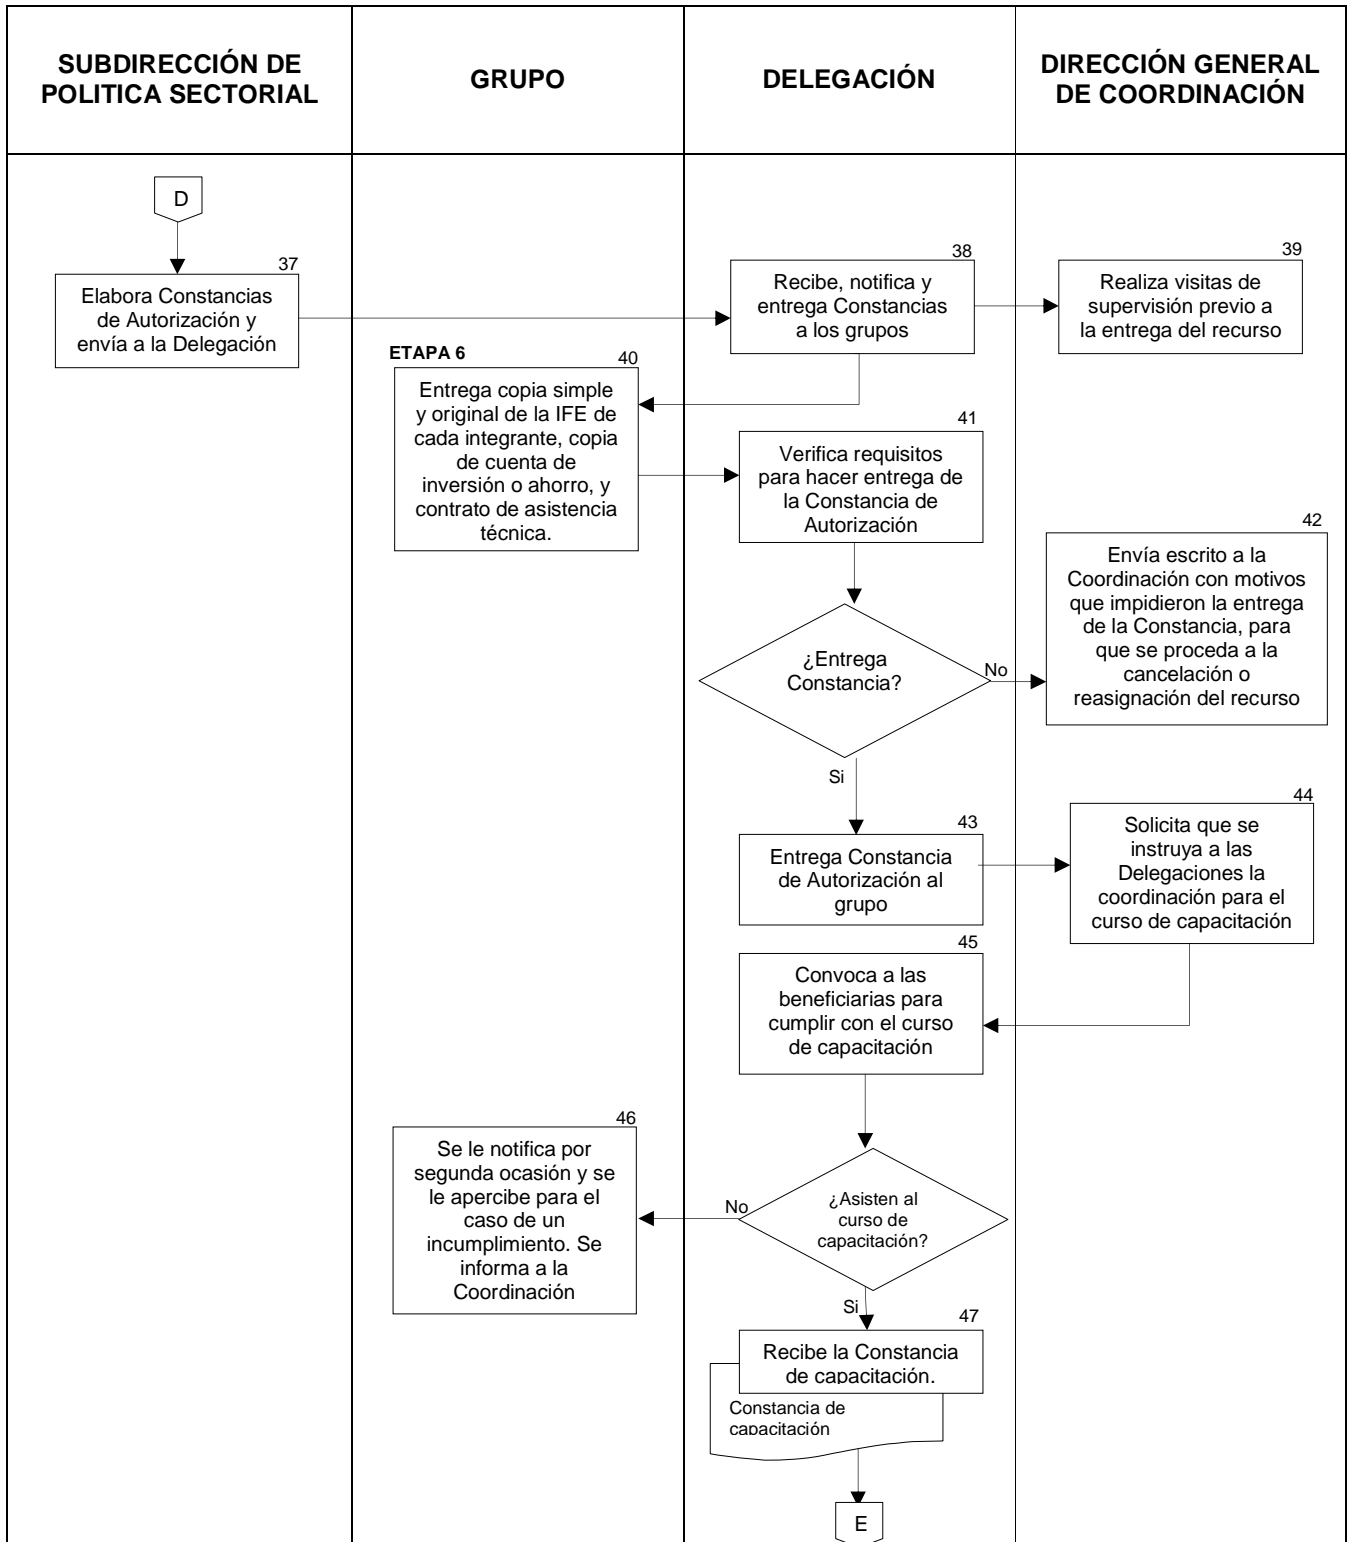 SUBDIRECCIÓN DE
POLITICA SECTORIAL
GRUPO
DELEGACIÓN
DIRECCIÓN GENERAL
DE COORDINACIÓN
D
37
Elabora Constancias
de Autorización y
envía a la Delegación
38
Recibe, notifica y
entrega Constancias
a los grupos
39
Realiza visitas de
supervisión previo a
la entrega del recurso
ETAPA 6
40
Entrega copia simple
y original de la IFE de
cada integrante, copia
de cuenta de
inversión o ahorro, y
contrato de asistencia
técnica.
41
Verifica requisitos
para hacer entrega de
la Constancia de
Autorización
42
Envía escrito a la
Coordinación con motivos
que impidieron la entrega
de la Constancia, para
que se proceda a la
cancelación o
reasignación del recurso
¿Entrega
Constancia?
No
Si
43
Entrega Constancia
de Autorización al
grupo
44
Solicita que se
instruya a las
Delegaciones la
coordinación para el
curso de capacitación
45
Convoca a las
beneficiarias para
cumplir con el curso
de capacitación
46
Se le notifica por
segunda ocasión y se
le apercibe para el
caso de un
incumplimiento. Se
informa a la
Coordinación
No
¿Asisten al
curso de
capacitación?
Si
47
Recibe la Constancia
de capacitación.
Constancia de
capacitación
E